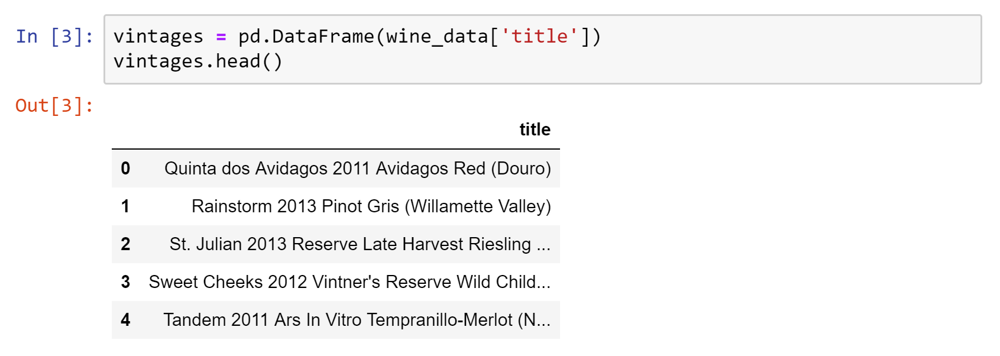 In [3]: vintages = pd.DataFrame(wine_data['title'])
vintages.head()
Out[3]:
title
0 Quinta dos Avidagos 2011 Avidagos Red (Douro)
1 Rainstorm 2013 Pinot Gris (Willamette Valley)
2 St. Julian 2013 Reserve Late Harvest Riesling ...
3 Sweet Cheeks 2012 Vintner's Reserve Wild Child...
4 Tandem 2011 Ars In Vitro Tempranillo-Merlot (N...